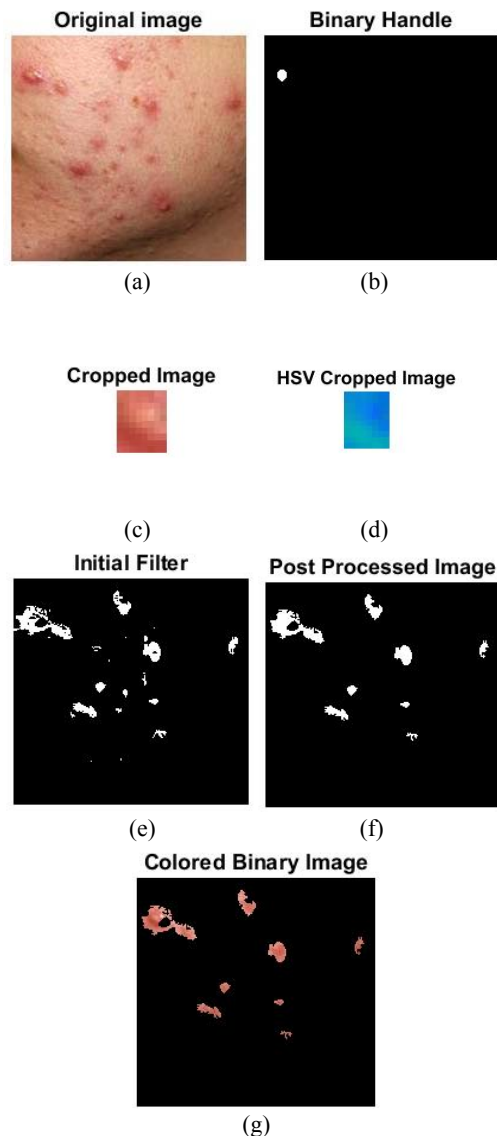 Original image
Binary Handle
(a)
(b)
Cropped Image
HSV Cropped Image
(c)
(d)
Initial Filter
Post Processed Image
(e)
(f)
Colored Binary Image
(g)